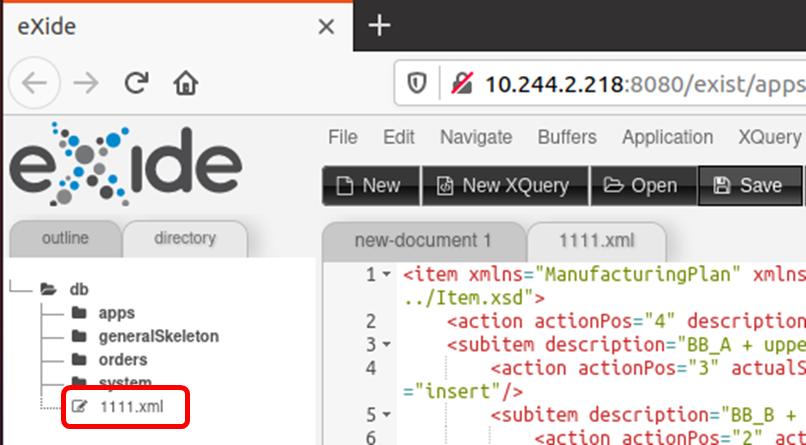 eXide
10.244.2.218:8080/exist/apps
eXide
File Edit Navigate Buffers Application XQuery
New New XQuery Open Save
outline directory
new-document 1 1111.xml
db
apps
generalSkeleton
orders
system
1111.xml
1 <item xmlns="ManufacturingPlan" xmlns
../Item.xsd">
2 <action actionPos="4" description
3 <subitem description="BB_A + uppe
4 <action actionPos="3" actualS
="insert"/>
5 <subitem description="BB_B +
6 <action actionPos="2" act